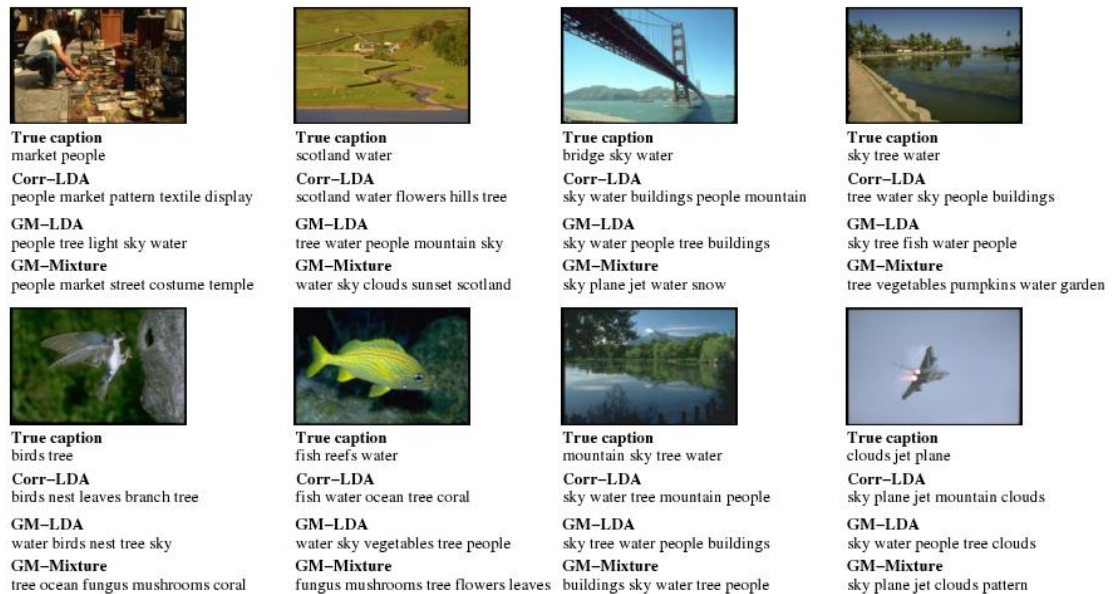 True caption
market people
Corr−LDA
people market pattern textile display
GM−LDA
people tree light sky water
GM−Mixture
people market street costume temple
True caption
scotland water
Corr−LDA
scotland water flowers hills tree
GM−LDA
tree water people mountain sky
GM−Mixture
water sky clouds sunset scotland
True caption
bridge sky water
Corr−LDA
sky water buildings people mountain
GM−LDA
sky water people tree buildings
GM−Mixture
sky plane jet water snow
True caption
sky tree water
Corr−LDA
tree water sky people buildings
GM−LDA
sky tree fish water people
GM−Mixture
tree vegetables pumpkins water garden
True caption
birds tree
Corr−LDA
birds nest leaves branch tree
GM−LDA
water birds nest tree sky
GM−Mixture
tree ocean fungus mushrooms coral
True caption
fish reefs water
Corr−LDA
fish water ocean tree coral
GM−LDA
water sky vegetables tree people
GM−Mixture
fungus mushrooms tree flowers leaves
True caption
mountain sky tree water
Corr−LDA
sky water tree mountain people
GM−LDA
sky tree water people buildings
GM−Mixture
buildings sky water tree people
True caption
clouds jet plane
Corr−LDA
sky plane jet mountain clouds
GM−LDA
sky water people tree clouds
GM−Mixture
sky plane jet clouds pattern